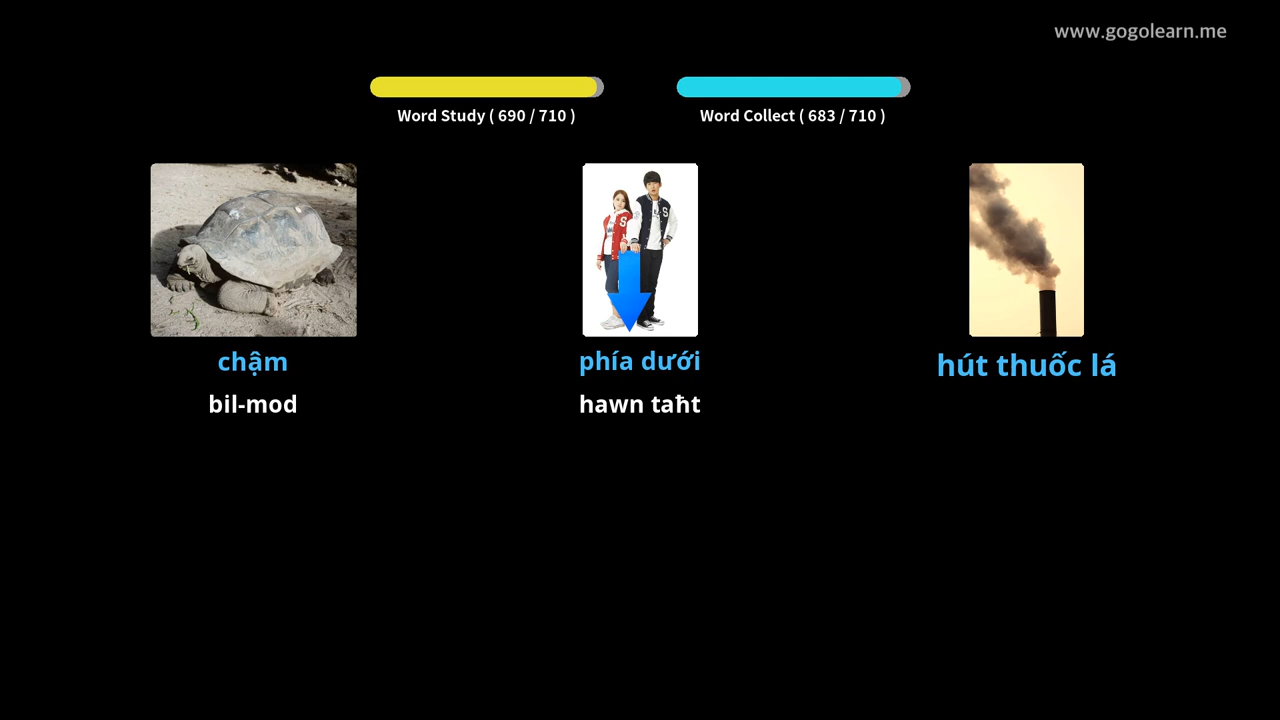 www.gogolearn.me
Word Study ( 690 / 710 )
Word Collect ( 683 / 710 )
chậm
phía dưới
hút thuốc lá
bil-mod
hawn taħt